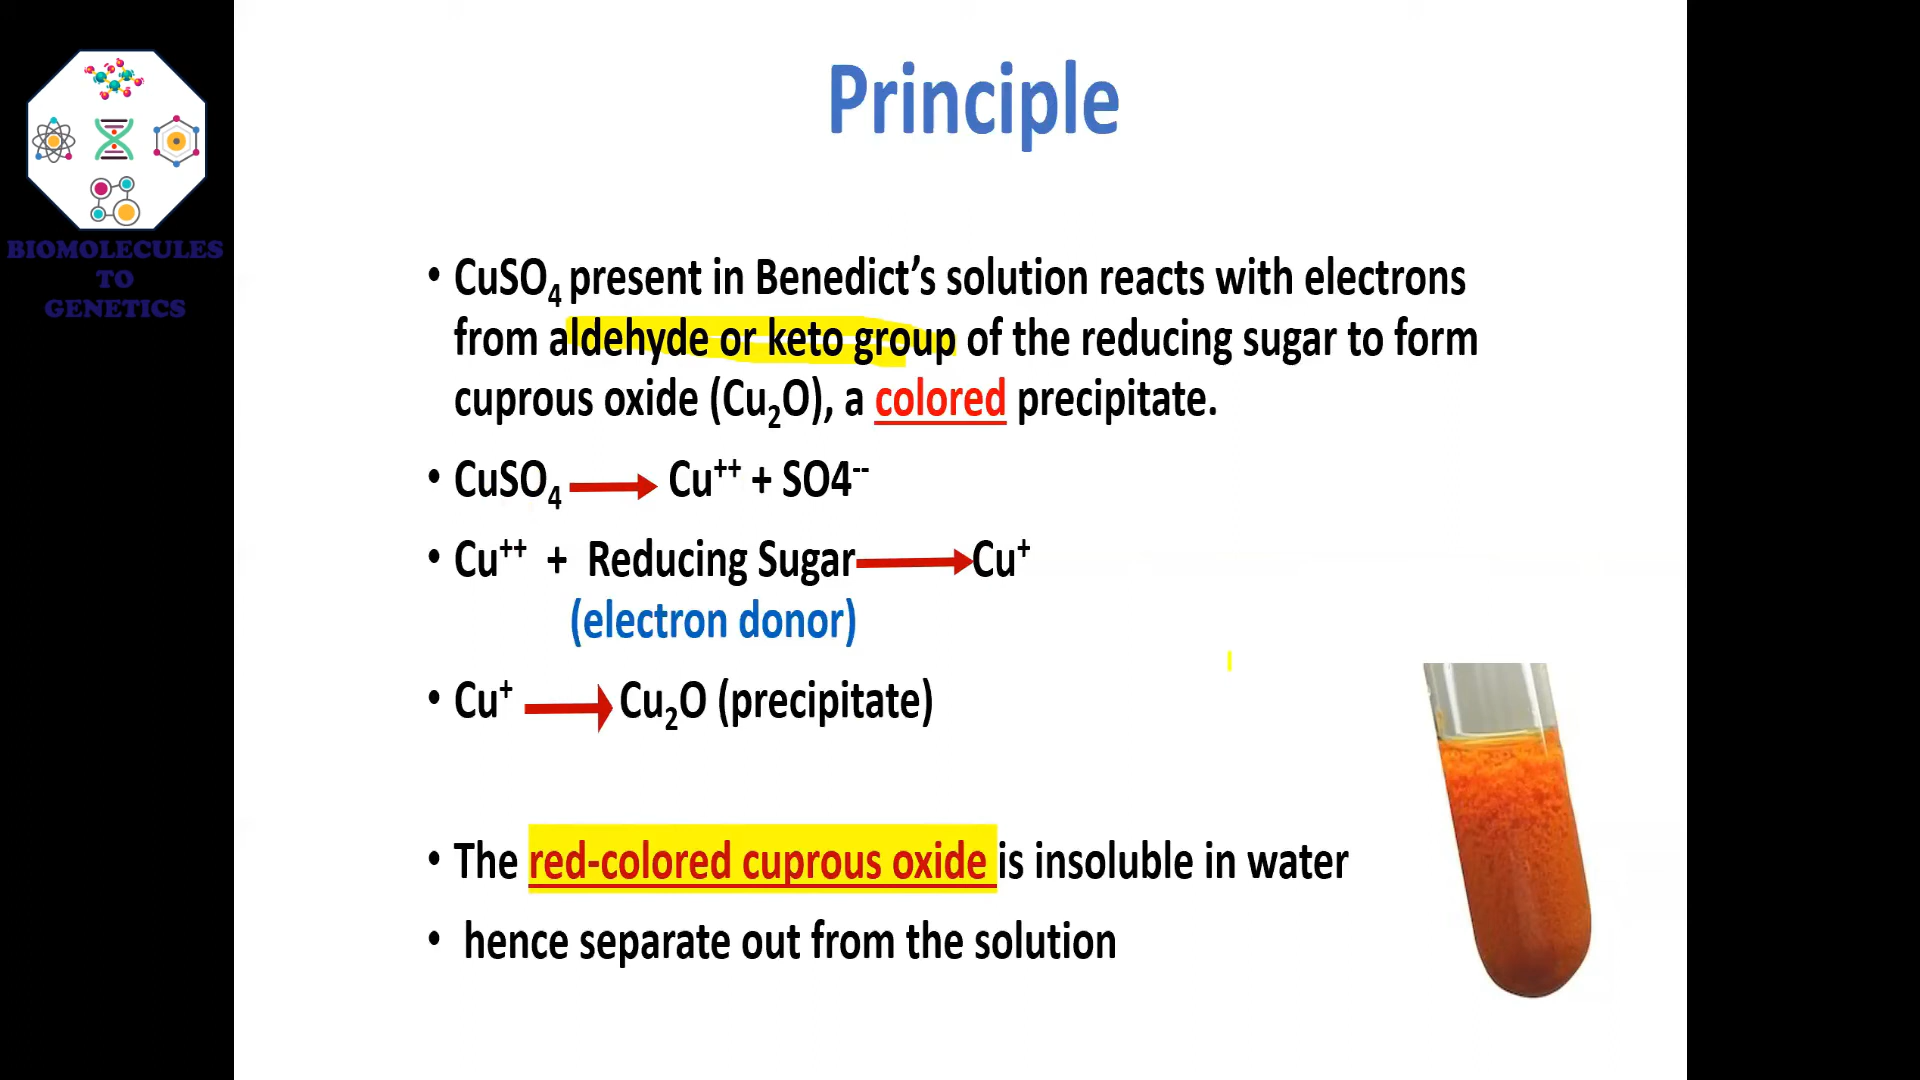 Principle
BIOMOLECULES
TO
GENETICS
• CuSO₄ present in Benedict’s solution reacts with electrons
from aldehyde or keto group of the reducing sugar to form
cuprous oxide (Cu₂O), a colored precipitate.
• CuSO₄ → Cu⁺⁺ + SO4⁻⁻
• Cu⁺⁺ + Reducing Sugar → Cu⁺
(electron donor)
• Cu⁺ → Cu₂O (precipitate)
• The red-colored cuprous oxide is insoluble in water
• hence separate out from the solution